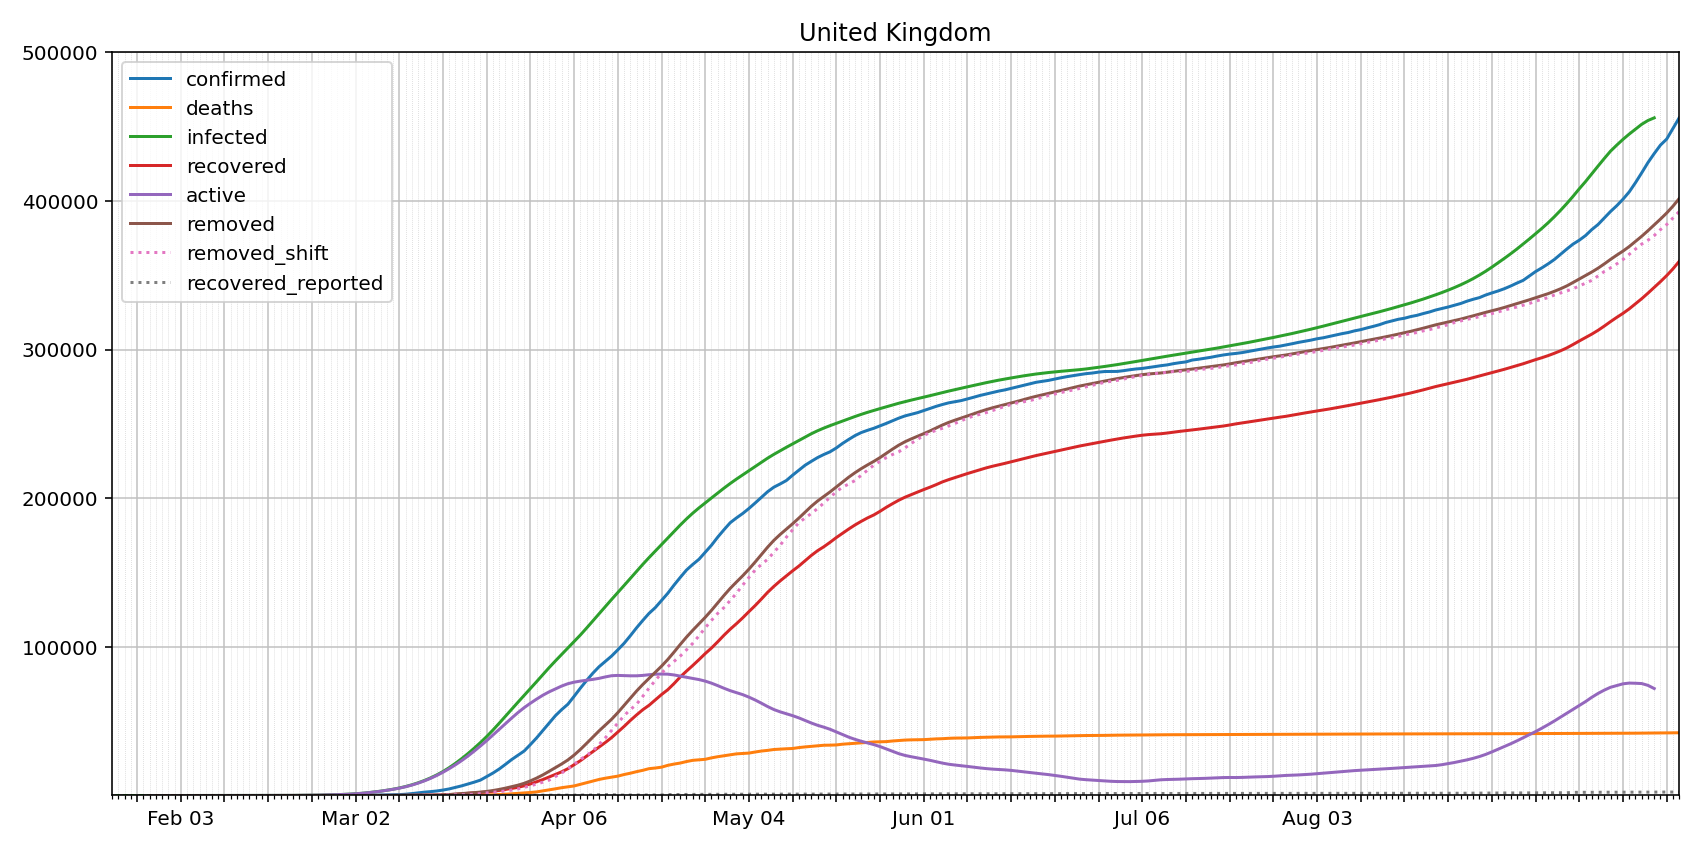 United Kingdom
500000
400000
300000
200000
100000
confirmed
deaths
infected
recovered
active
removed
removed_shift
recovered_reported
Feb 03 Mar 02 Apr 06 May 04 Jun 01 Jul 06 Aug 03